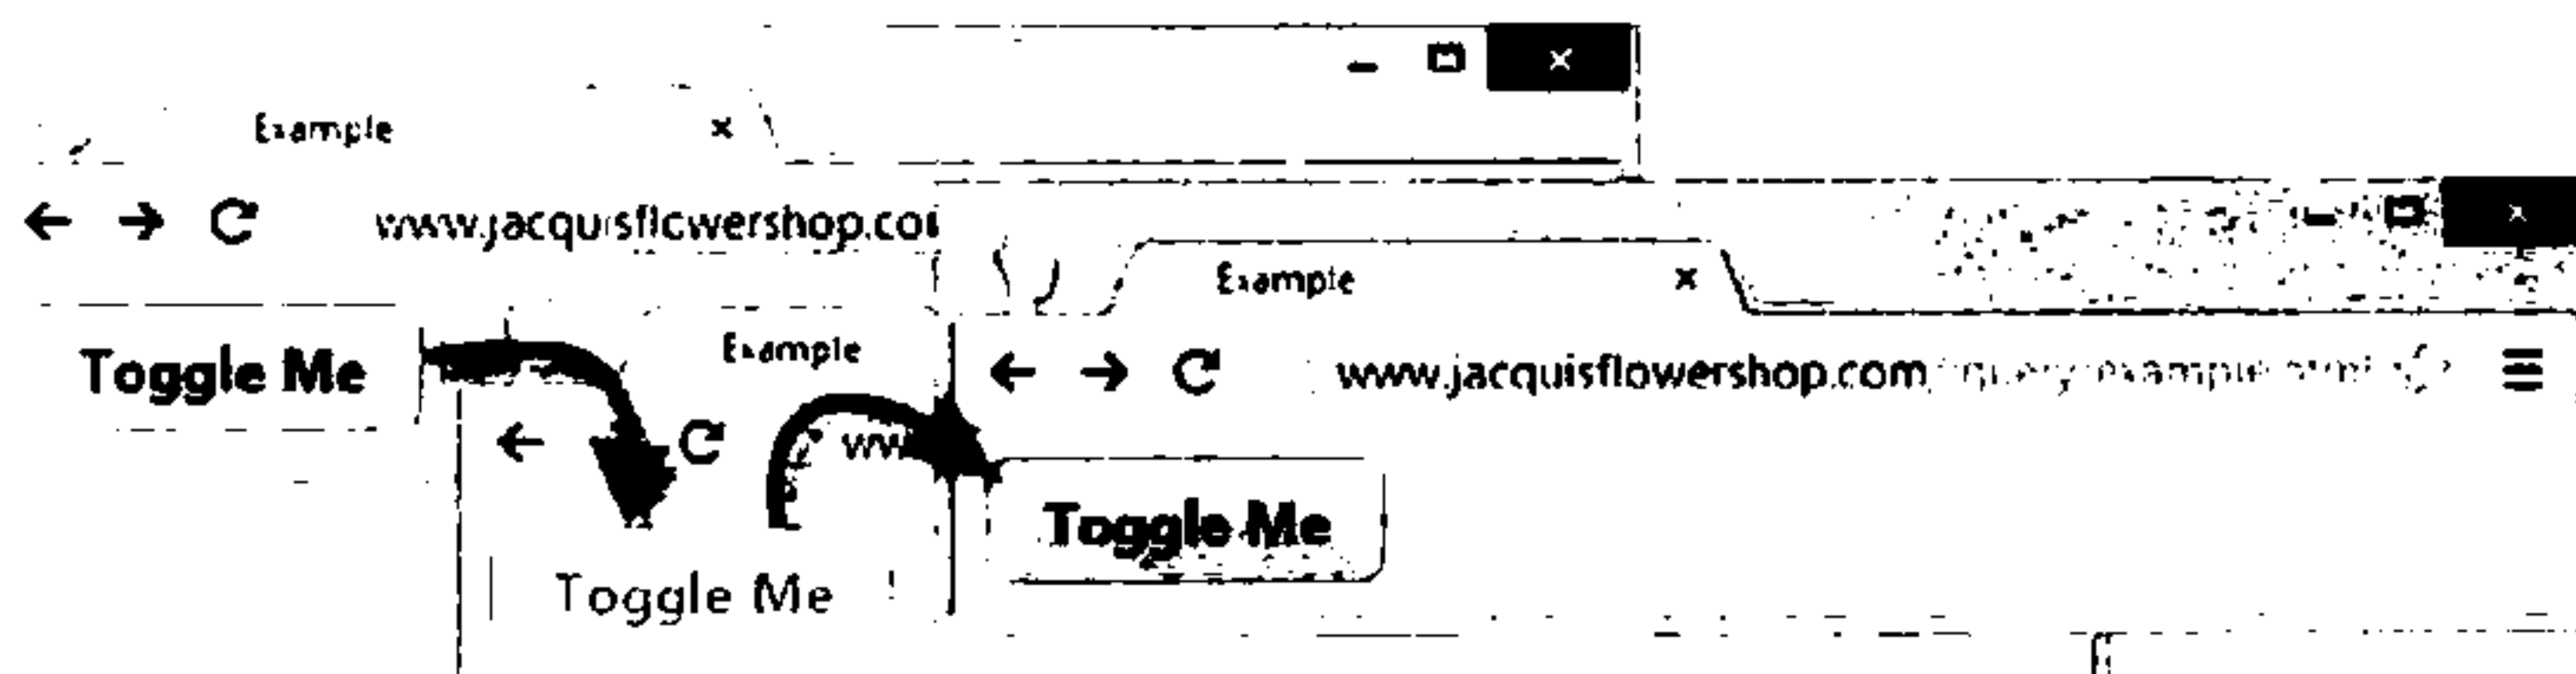 Example
www.jacquisflowershop.co
Example
Toggle Me
Example
www.jacquisflowershop.com
Toggle Me
Toggle Me